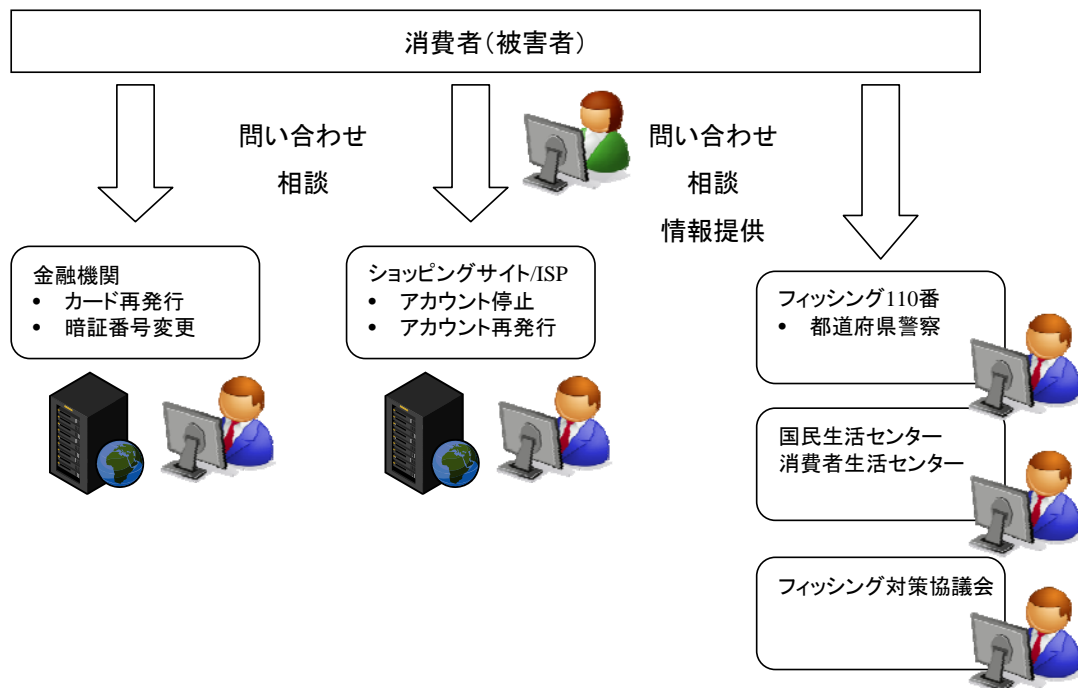 消費者（被害者）
問い合わせ
相談
問い合わせ
相談
情報提供
金融機関
• カード再発行
• 暗証番号変更
ショッピングサイト/ISP
• アカウント停止
• アカウント再発行
フィッシング110番
• 都道府県警察
国民生活センター
消費者生活センター
フィッシング対策協議会